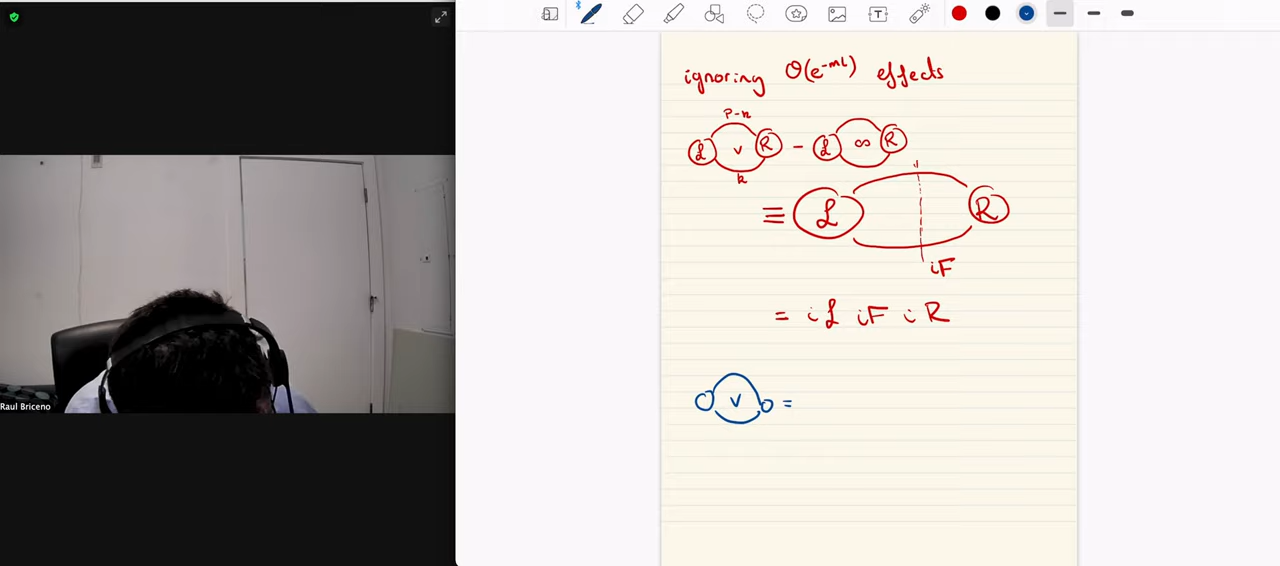 ignoring O(e^-mL) effects
P-k
L V R - L ∞ R
k
≡ L R
iF
= iL iF iR
V =
Raul Briceno